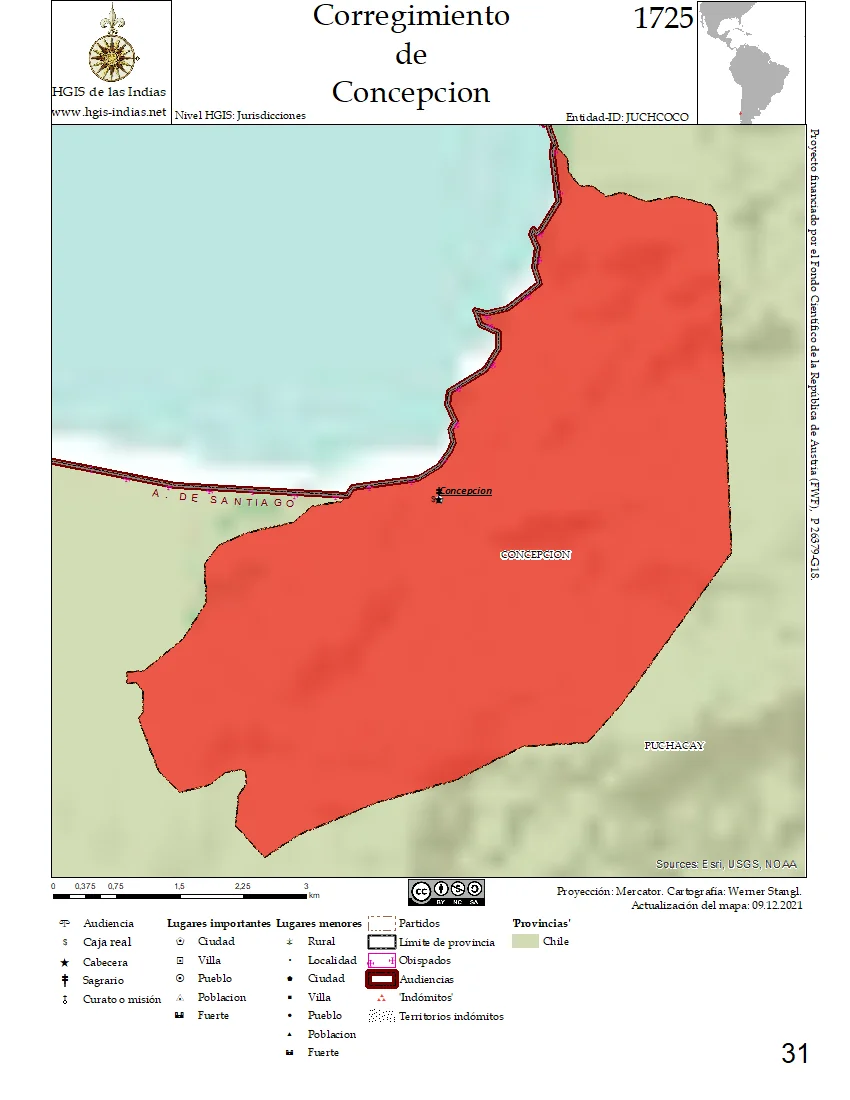 Corregimiento
de
Concepcion
1725
HGIS de las Indias
www.hgis-indias.net
Nivel HGIS: Jurisdicciones
Entidad-ID: JUCHCOCO
Proyecto financiado por el Fondo Científico de la República de Austria (FWF), P 26379-G18.
A. DE SANTIAGO
S
Concepcion
CONCEPCION
PUCHACAY
Sources: Esri, USGS, NOAA
0 0,375 0,75 1,5 2,25 3
km
CC BY NC SA
Proyección: Mercator. Cartografía: Werner Stangl.
Actualización del mapa: 09.12.2021
Audiencia
S Caja real
Cabecera
Sagrario
Curato o misión
Lugares importantes
Ciudad
Villa
Pueblo
Poblacion
Fuerte
Lugares menores
Rural
Localidad
Ciudad
Villa
Pueblo
Poblacion
Fuerte
Partidos
Límite de provincia
Obispados
Audiencias
'Indómitos'
Territorios indómitos
'Provincias'
Chile
31